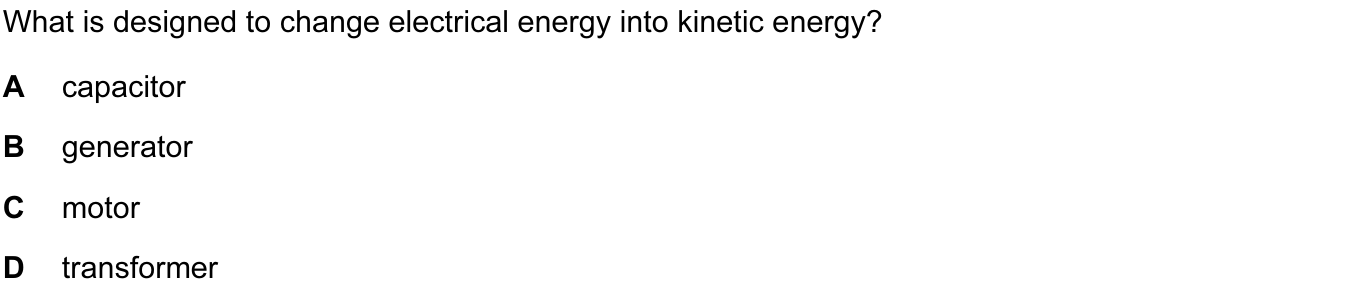 What is designed to change electrical energy into kinetic energy?
A capacitor
B generator
C motor
D transformer